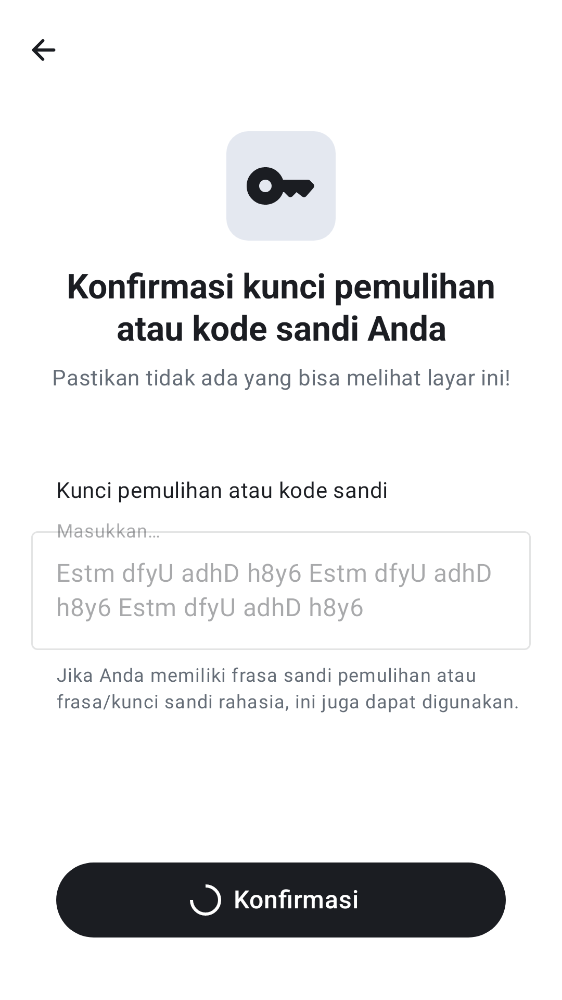 Konfirmasi kunci pemulihan
atau kode sandi Anda
Pastikan tidak ada yang bisa melihat layar ini!
Kunci pemulihan atau kode sandi
Masukkan…
Estm dfyU adhD h8y6 Estm dfyU adhD
h8y6 Estm dfyU adhD h8y6
Jika Anda memiliki frasa sandi pemulihan atau
frasa/kunci sandi rahasia, ini juga dapat digunakan.
Konfirmasi